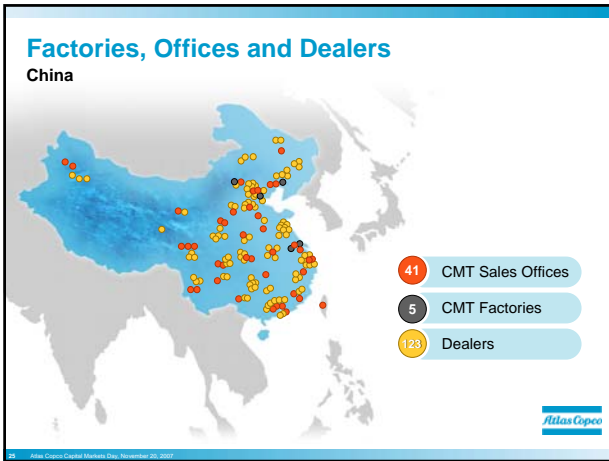 Factories, Offices and Dealers
China
41 CMT Sales Offices
5 CMT Factories
123 Dealers
Atlas Copco
25 Atlas Copco Capital Markets Day, November 20, 2007